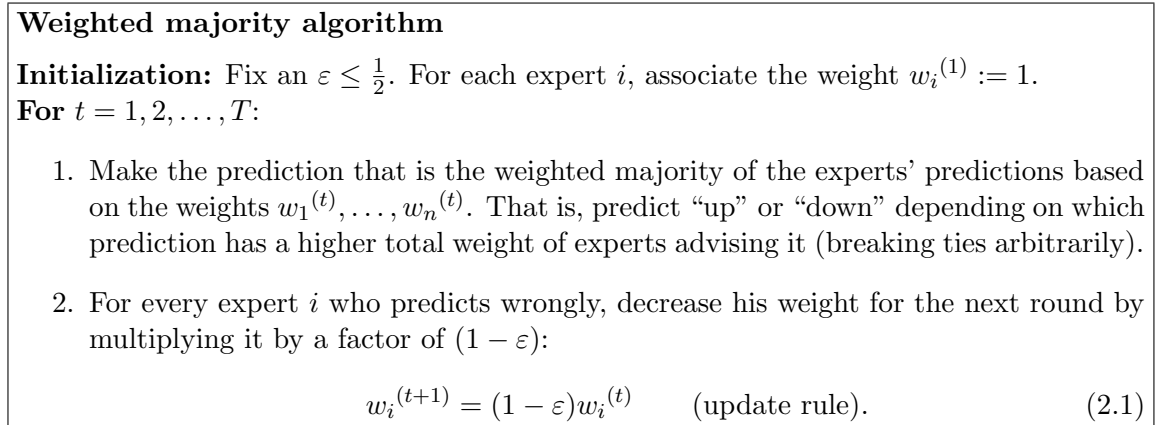 Weighted majority algorithm
Initialization: Fix an ε ≤ 1/2. For each expert i, associate the weight w_i^(1) := 1.
For t = 1, 2, . . . , T:
1. Make the prediction that is the weighted majority of the experts' predictions based
on the weights w_1^(t), . . . , w_n^(t). That is, predict “up” or “down” depending on which
prediction has a higher total weight of experts advising it (breaking ties arbitrarily).
2. For every expert i who predicts wrongly, decrease his weight for the next round by
multiplying it by a factor of (1 − ε):
w_i^(t+1) = (1 − ε)w_i^(t) (update rule). (2.1)